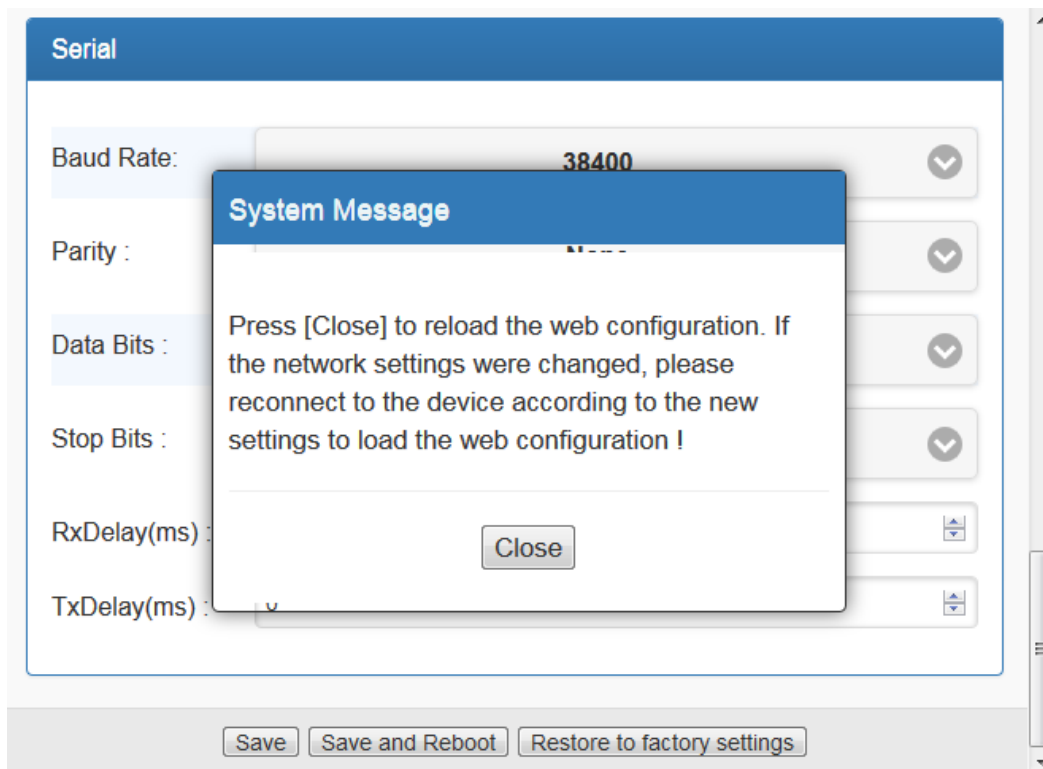 Serial
Baud Rate:
38400
System Message
Parity :
None
Press [Close] to reload the web configuration. If
the network settings were changed, please
reconnect to the device according to the new
settings to load the web configuration !
Data Bits :
Stop Bits :
RxDelay(ms) :
Close
TxDelay(ms) :
0
Save
Save and Reboot
Restore to factory settings